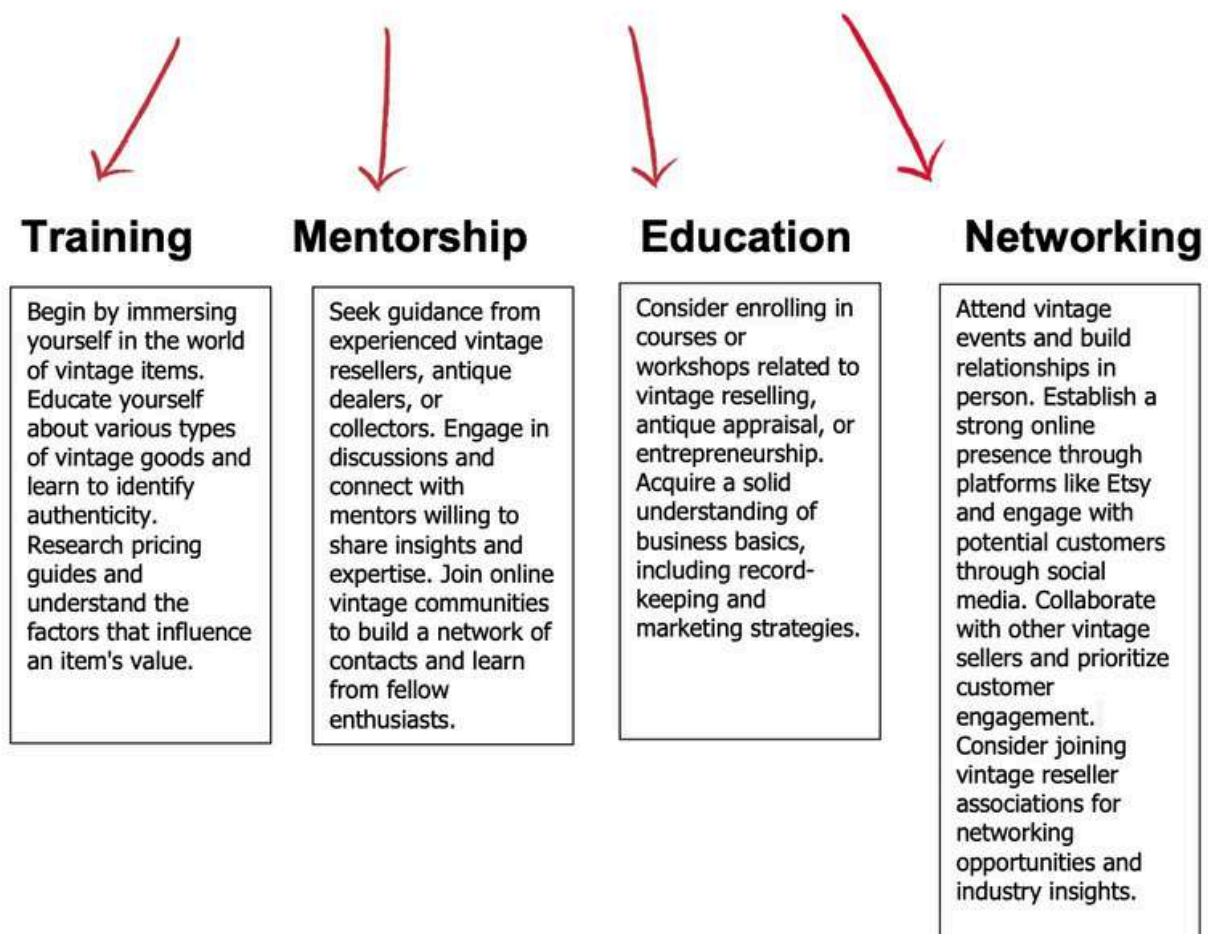 Training
Begin by immersing
yourself in the world
of vintage items.
Educate yourself
about various types
of vintage goods and
learn to identify
authenticity.
Research pricing
guides and
understand the
factors that influence
an item's value.
Mentorship
Seek guidance from
experienced vintage
resellers, antique
dealers, or
collectors. Engage in
discussions and
connect with
mentors willing to
share insights and
expertise. Join online
vintage communities
to build a network of
contacts and learn
from fellow
enthusiasts.
Education
Consider enrolling in
courses or
workshops related to
vintage reselling,
antique appraisal, or
entrepreneurship.
Acquire a solid
understanding of
business basics,
including record-
keeping and
marketing strategies.
Networking
Attend vintage
events and build
relationships in
person. Establish a
strong online
presence through
platforms like Etsy
and engage with
potential customers
through social
media. Collaborate
with other vintage
sellers and prioritize
customer
engagement.
Consider joining
vintage reseller
associations for
networking
opportunities and
industry insights.